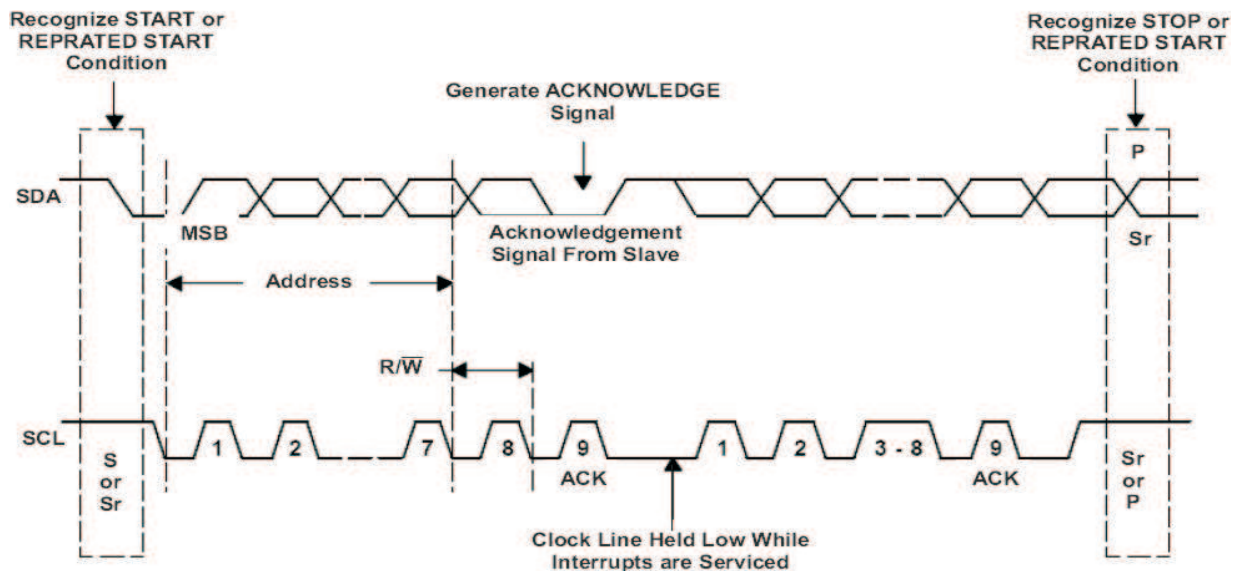 Recognize START or
REPRATED START
Condition
Recognize STOP or
REPRATED START
Condition
Generate ACKNOWLEDGE
Signal
P
SDA
MSB
Acknowledgement
Signal From Slave
Sr
Address
R/W̅
SCL
1
2
7
8
9
1
2
3 - 8
9
ACK
ACK
S
or
Sr
Sr
or
P
Clock Line Held Low While
Interrupts are Serviced